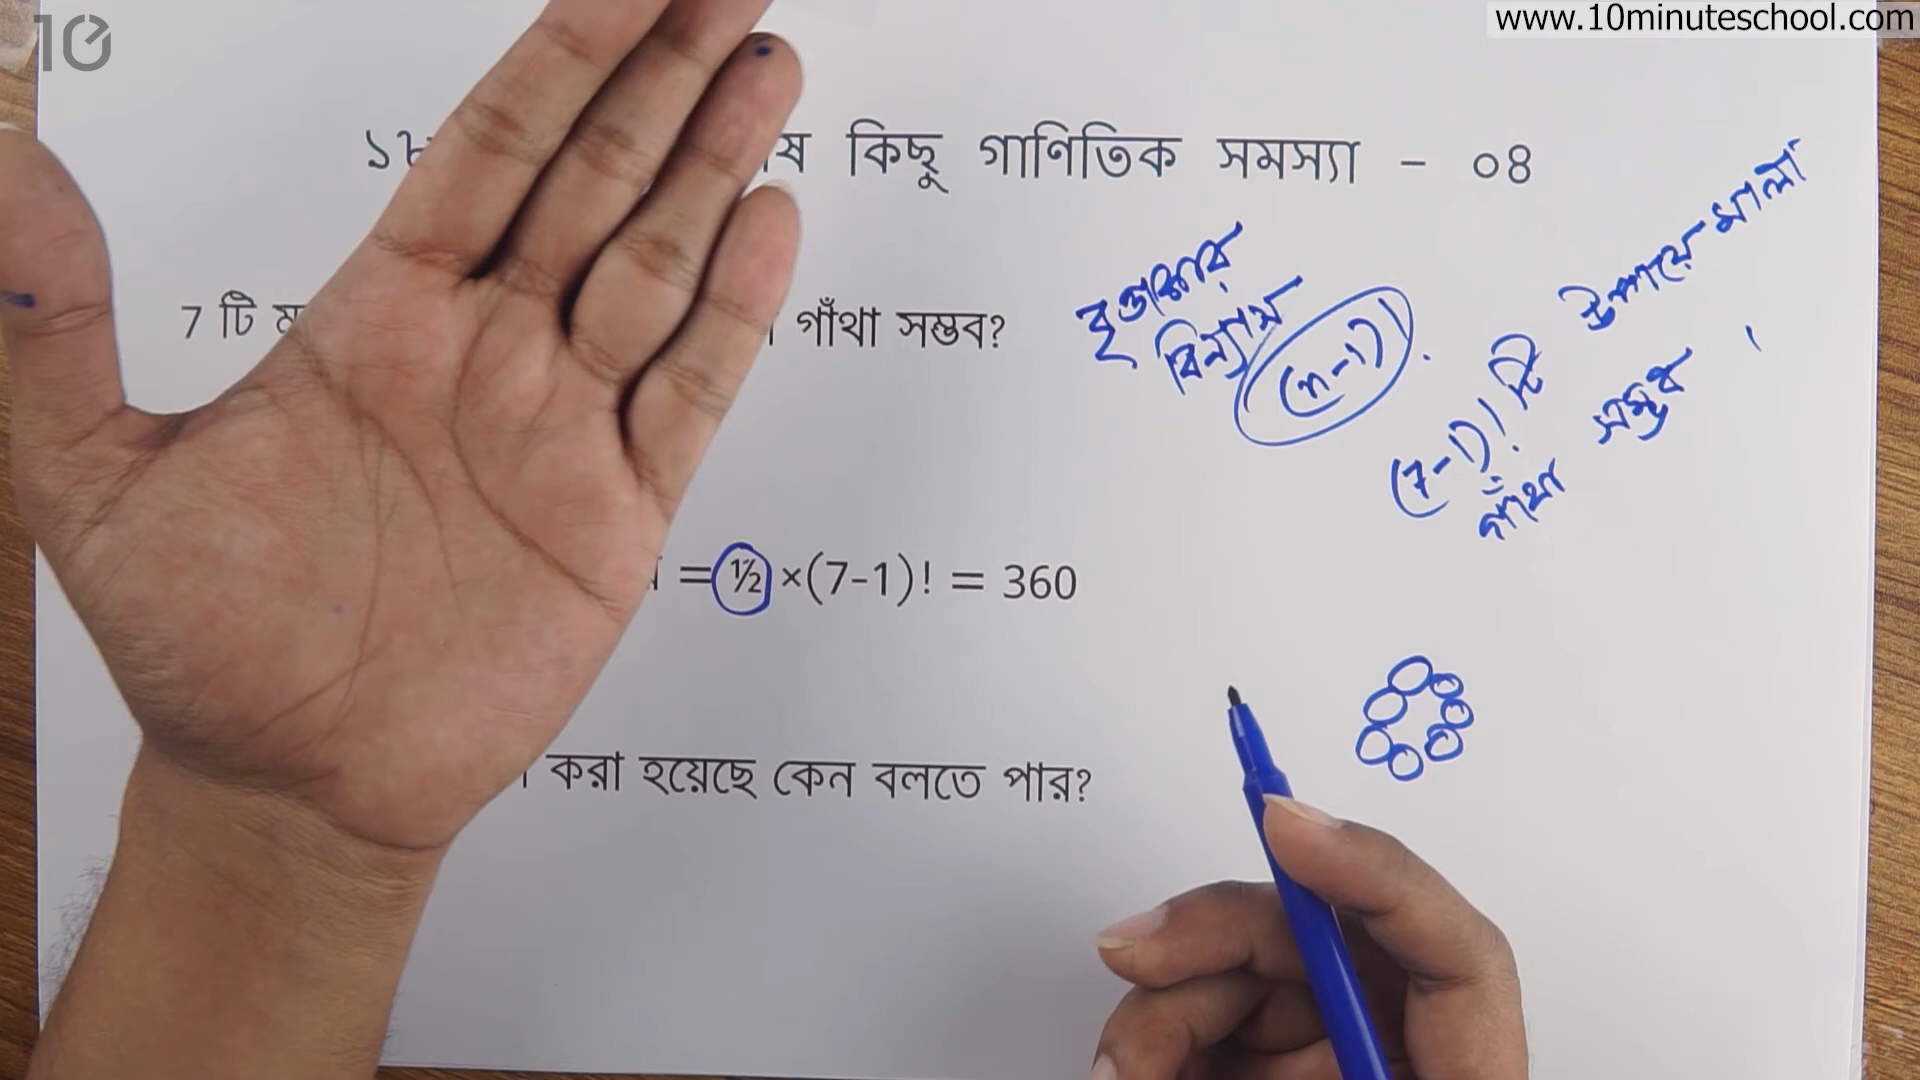 10
www.10minuteschool.com
কিছু গাণিতিক সমস্যা - ০৪
7 টি
গাঁথা সম্ভব?
বৃত্তাকার
বিন্যাস
(n-1)!
(7-1)! টি উপায়ে মালা
গাঁথা সম্ভব।
= ½ ×(7-1)! = 360
করা হয়েছে কেন বলতে পার?